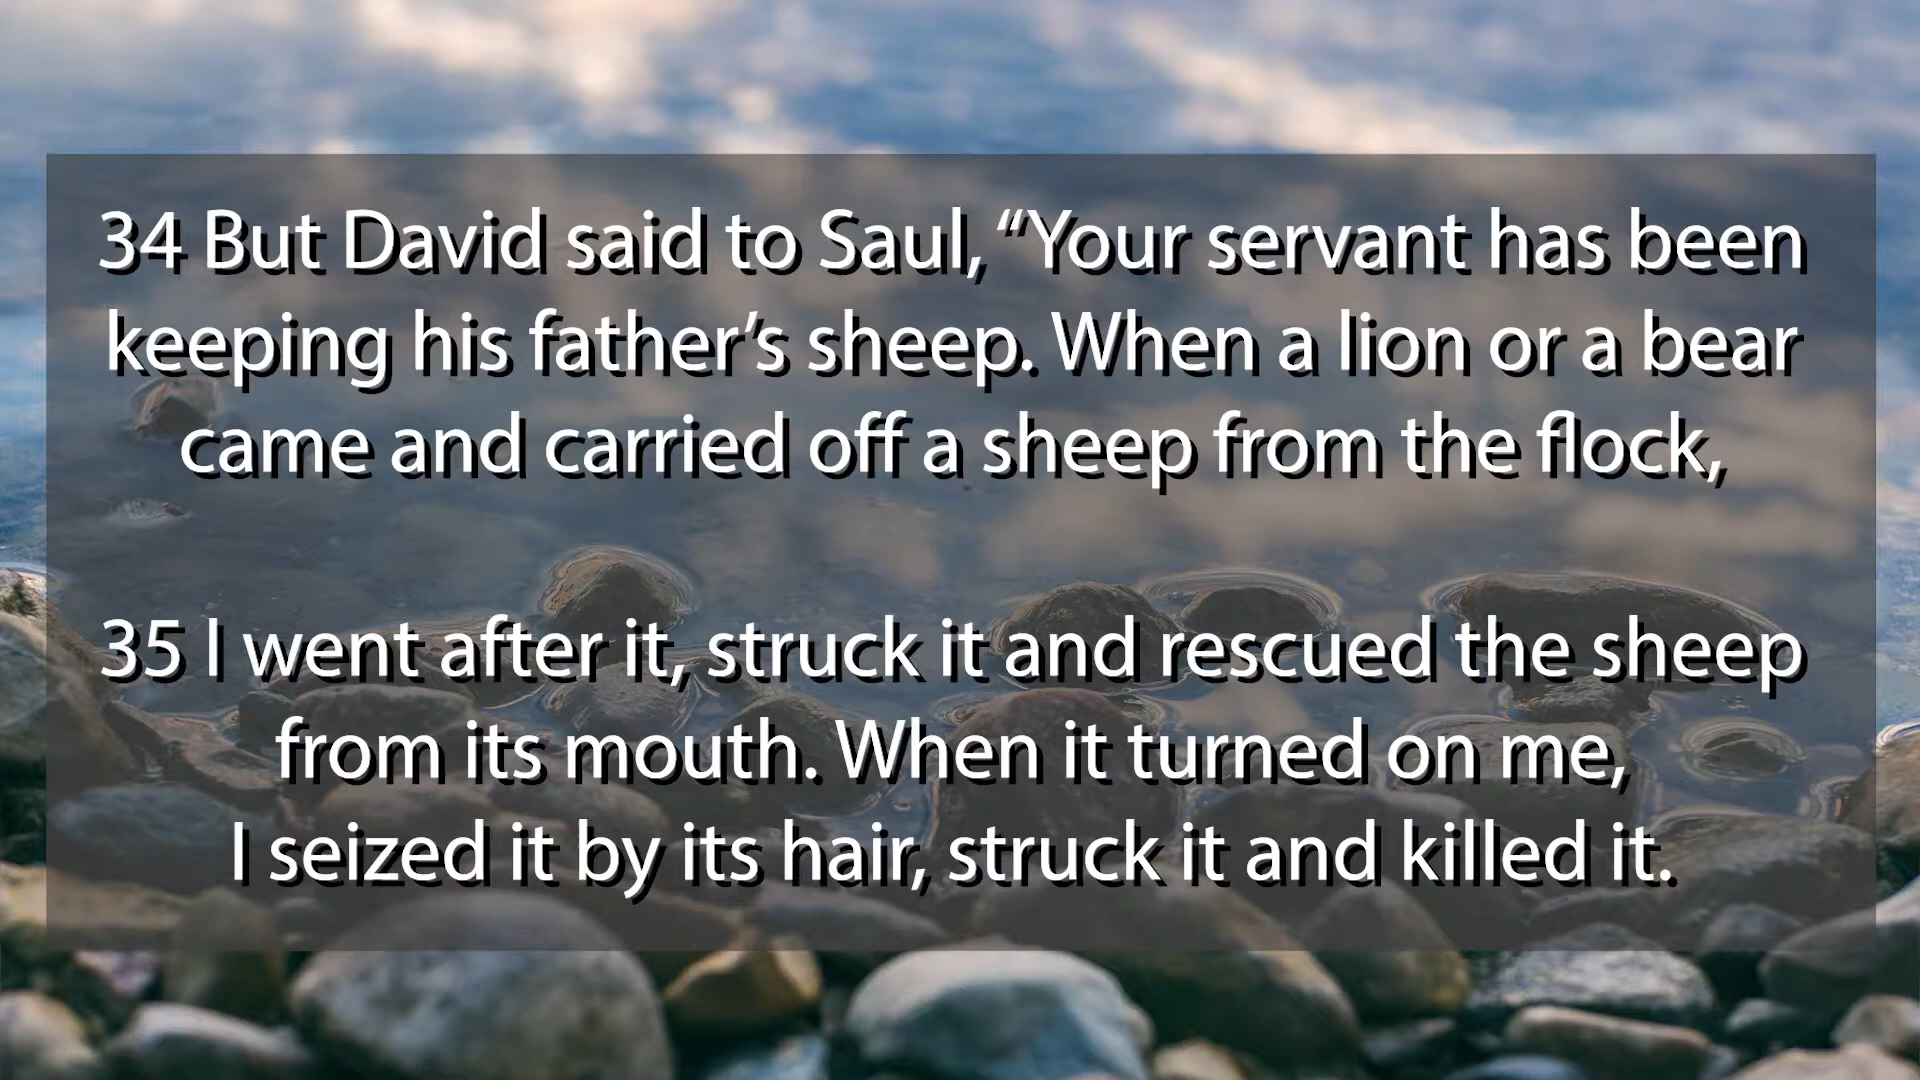 34 But David said to Saul, “Your servant has been
keeping his father’s sheep. When a lion or a bear
came and carried off a sheep from the flock,
35 I went after it, struck it and rescued the sheep
from its mouth. When it turned on me,
I seized it by its hair, struck it and killed it.